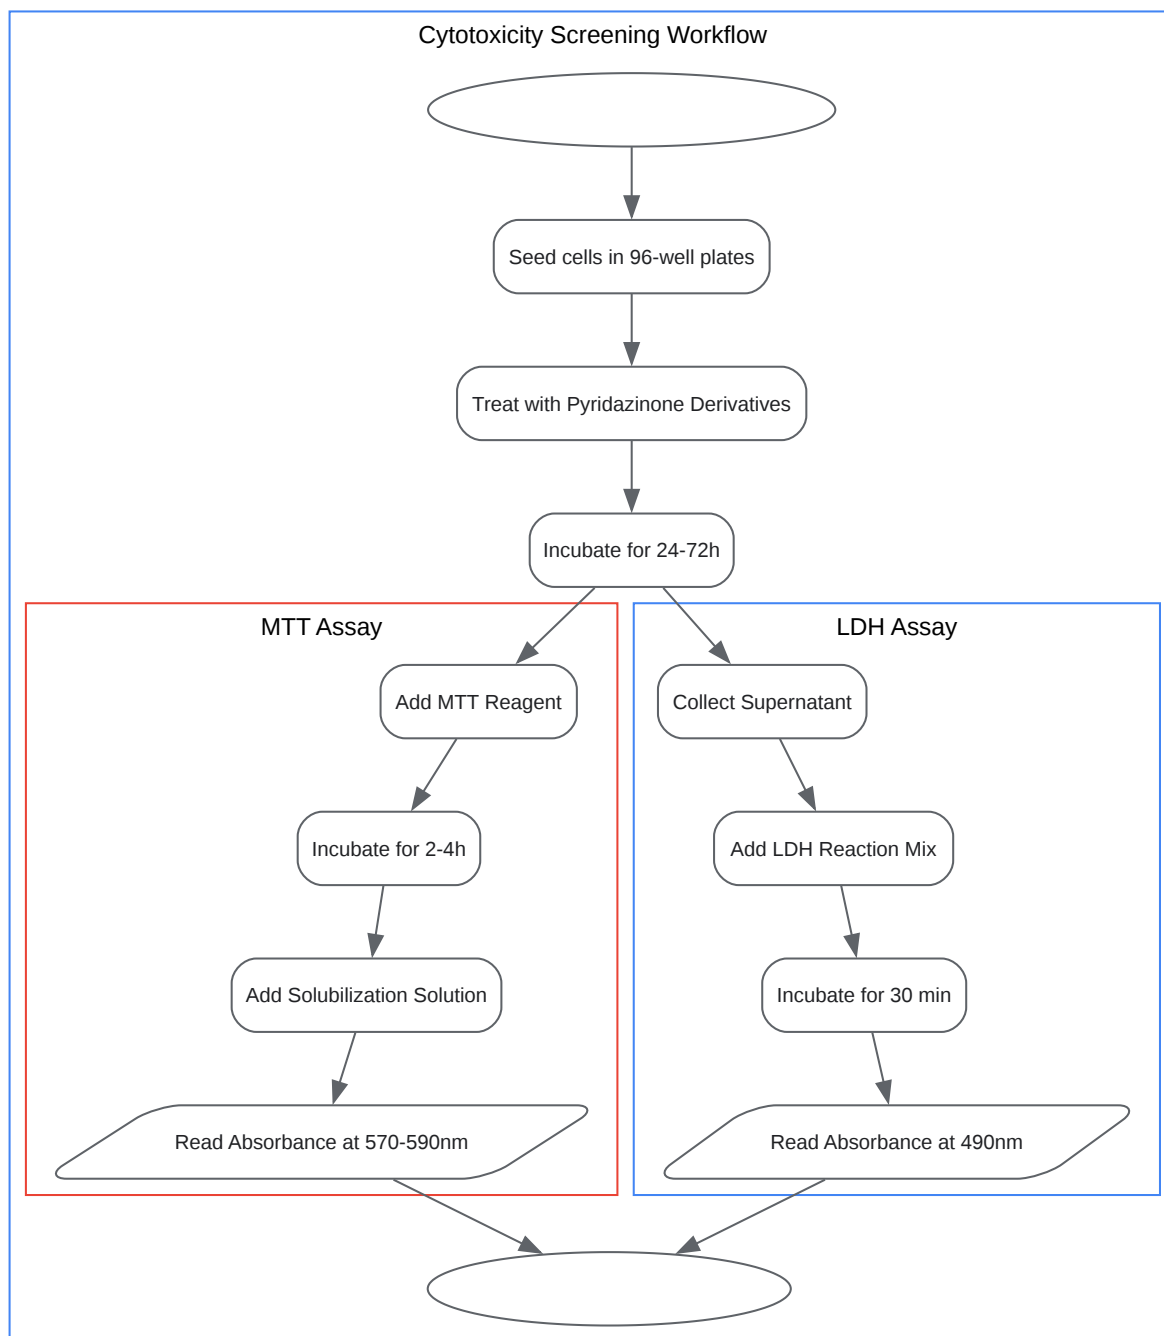 Cytotoxicity Screening Workflow
Seed cells in 96-well plates
Treat with Pyridazinone Derivatives
Incubate for 24-72h
MTT Assay
Add MTT Reagent
Incubate for 2-4h
Add Solubilization Solution
Read Absorbance at 570-590nm
LDH Assay
Collect Supernatant
Add LDH Reaction Mix
Incubate for 30 min
Read Absorbance at 490nm